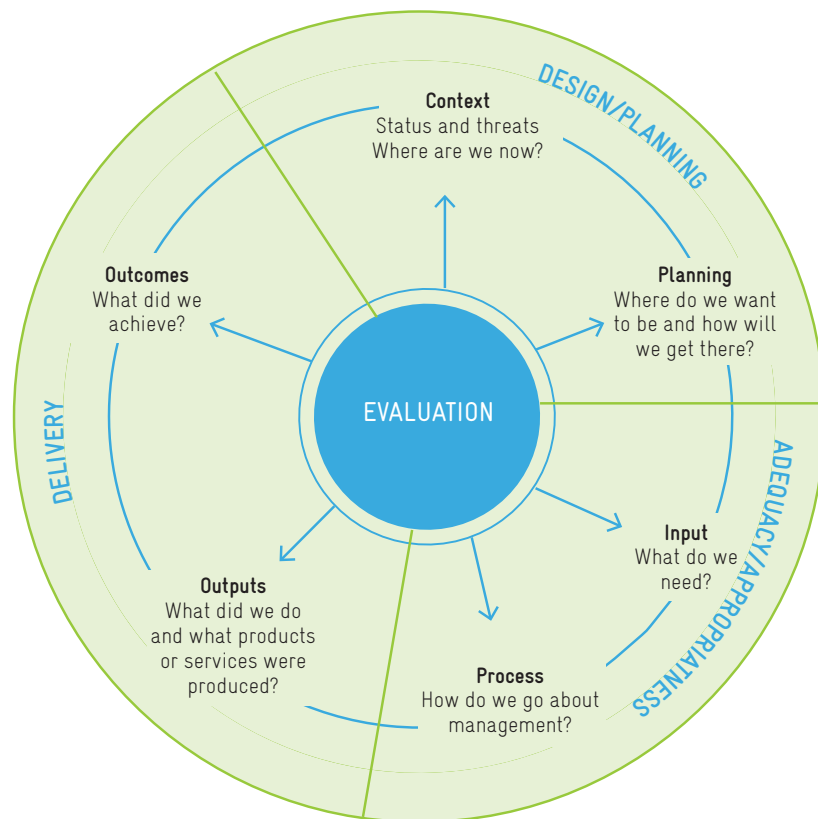 DESIGN/PLANNING
Context
Status and threats
Where are we now?
Planning
Where do we want
to be and how will
we get there?
ADEQUACY/APPROPRIATNESS
Input
What do we
need?
Process
How do we go about
management?
DELIVERY
Outputs
What did we do
and what products
or services were
produced?
Outcomes
What did we
achieve?
EVALUATION